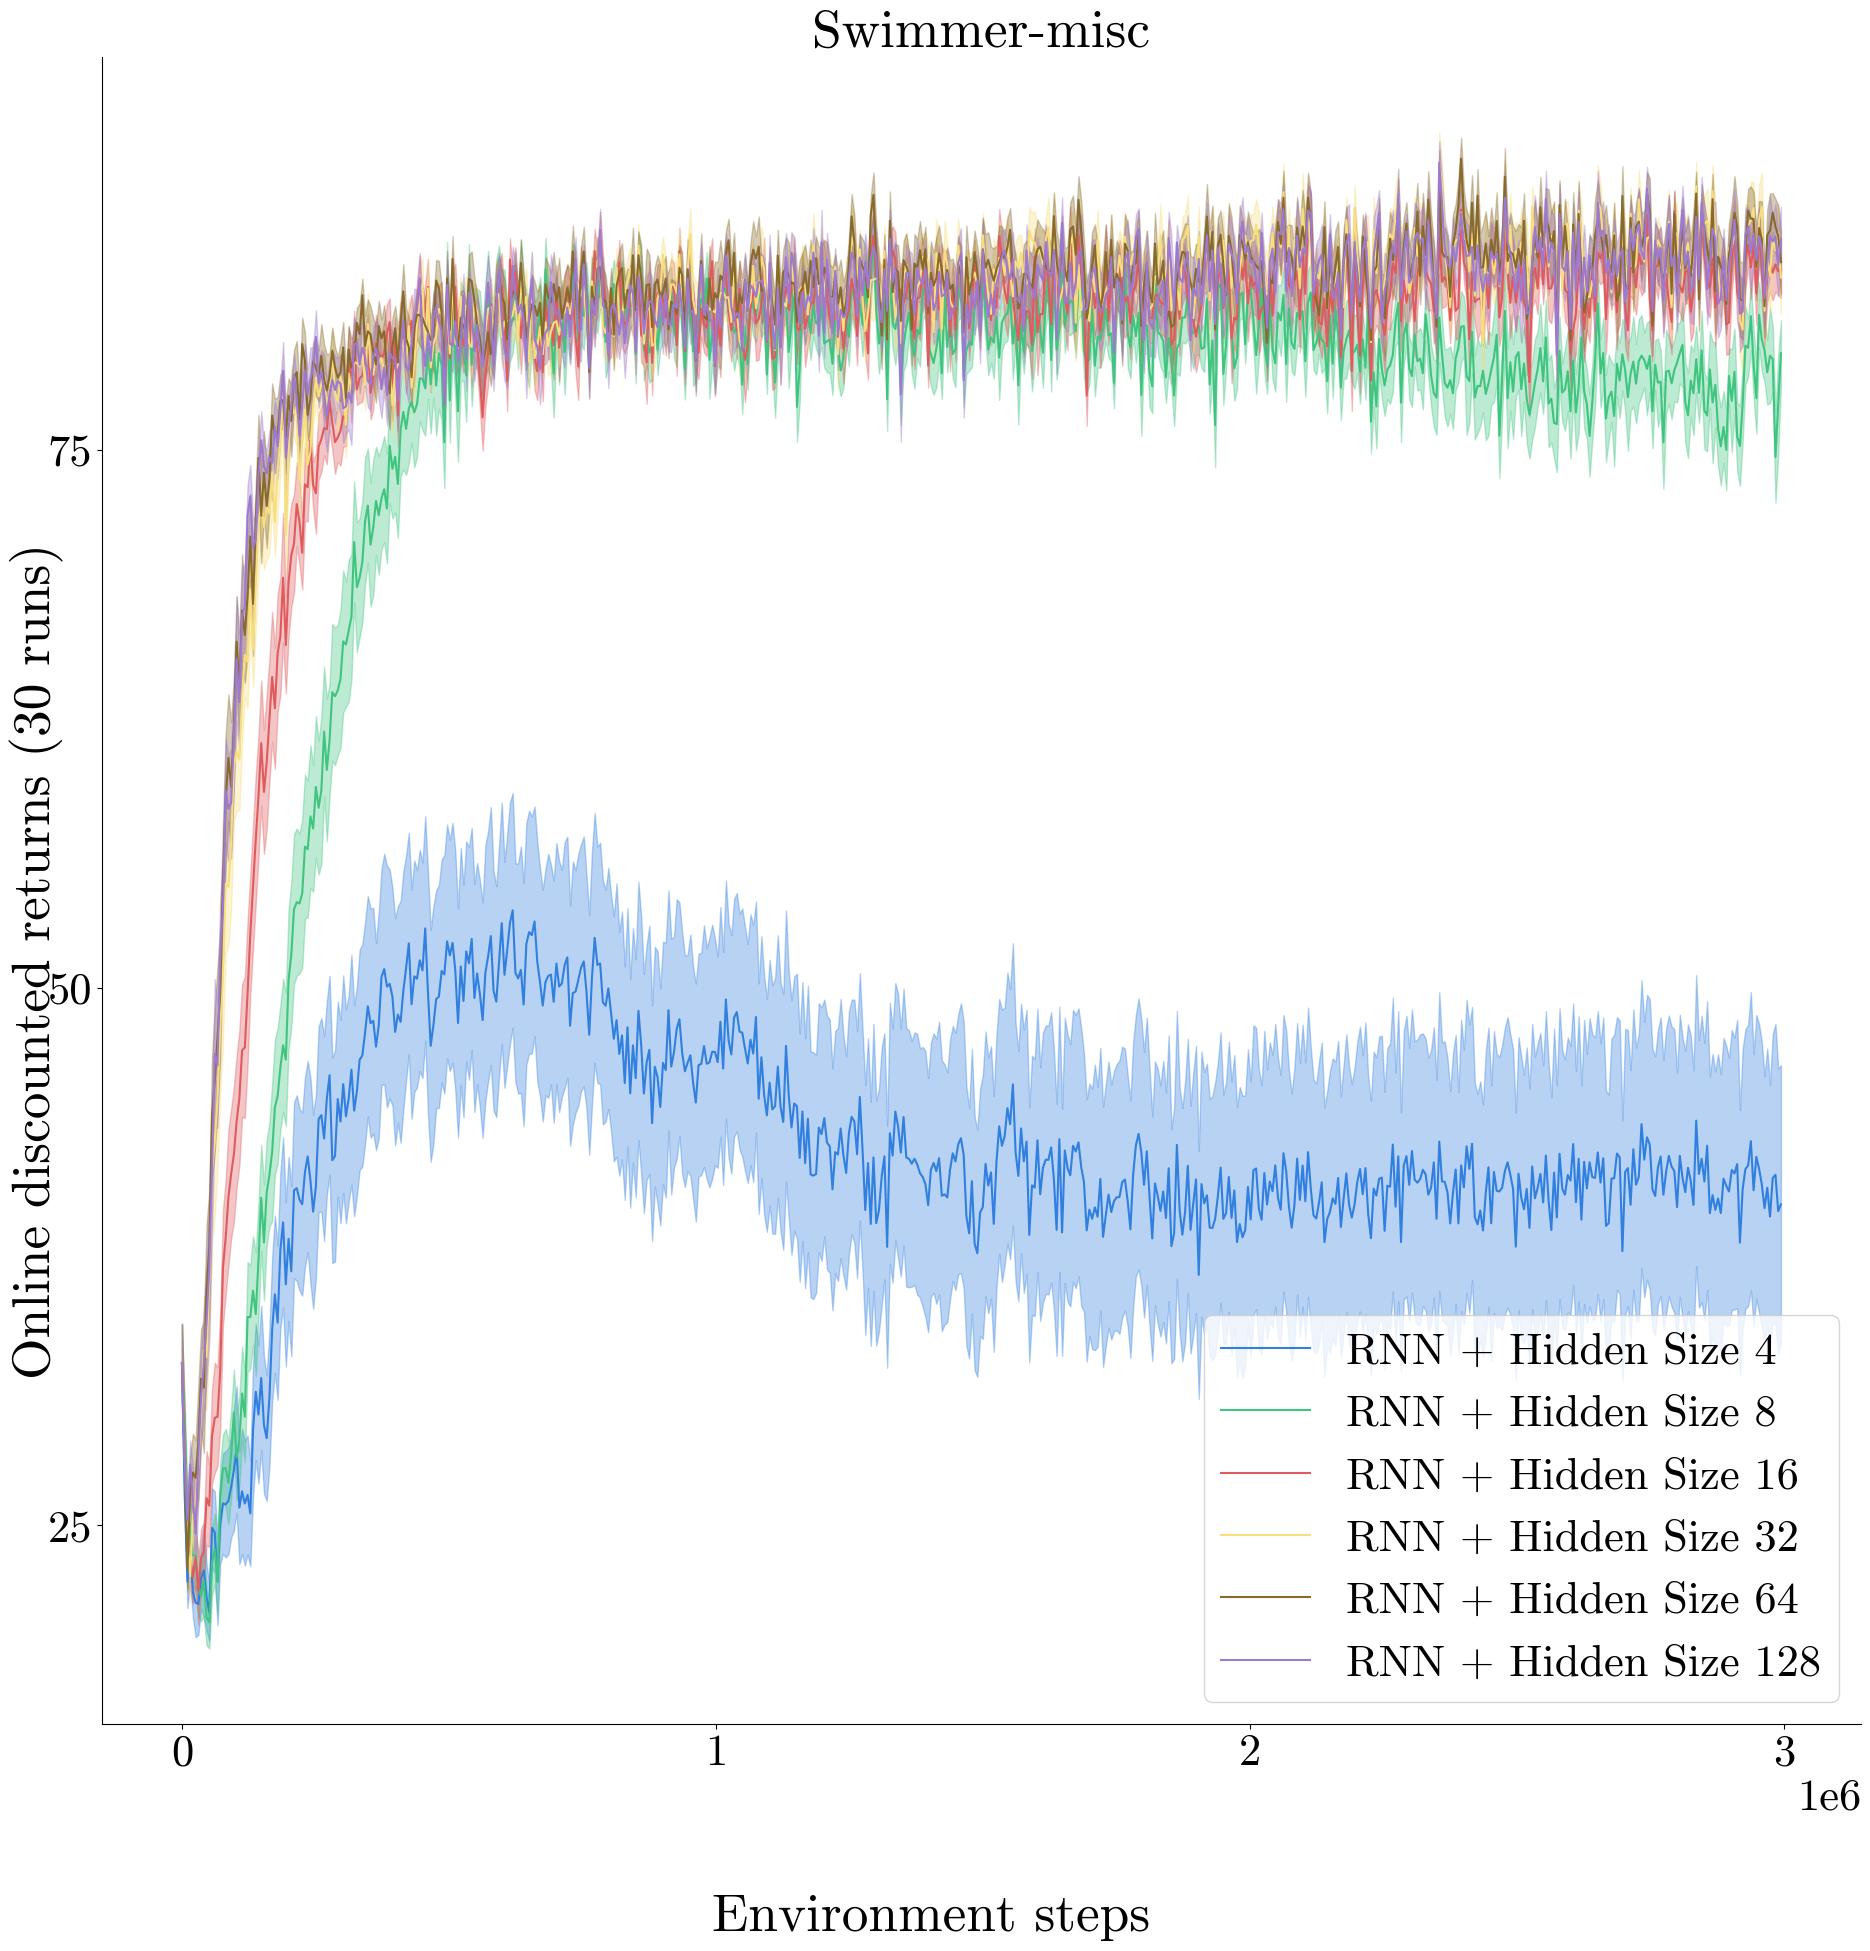 Swimmer-misc
Online discounted returns (30 runs)
75
50
25
RNN + Hidden Size 4
RNN + Hidden Size 8
RNN + Hidden Size 16
RNN + Hidden Size 32
RNN + Hidden Size 64
RNN + Hidden Size 128
0 1 2 3
1e6
Environment steps